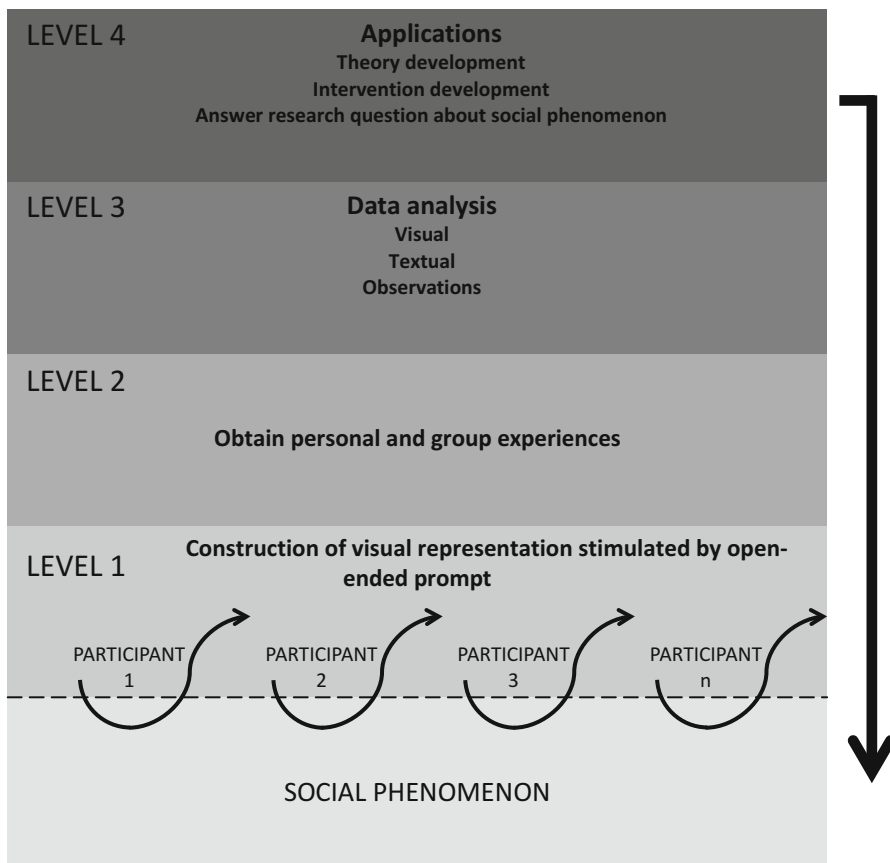 LEVEL 4
Applications
Theory development
Intervention development
Answer research question about social phenomenon
LEVEL 3
Data analysis
Visual
Textual
Observations
LEVEL 2
Obtain personal and group experiences
LEVEL 1
Construction of visual representation stimulated by open-
ended prompt
PARTICIPANT
1
PARTICIPANT
2
PARTICIPANT
3
PARTICIPANT
n
SOCIAL PHENOMENON